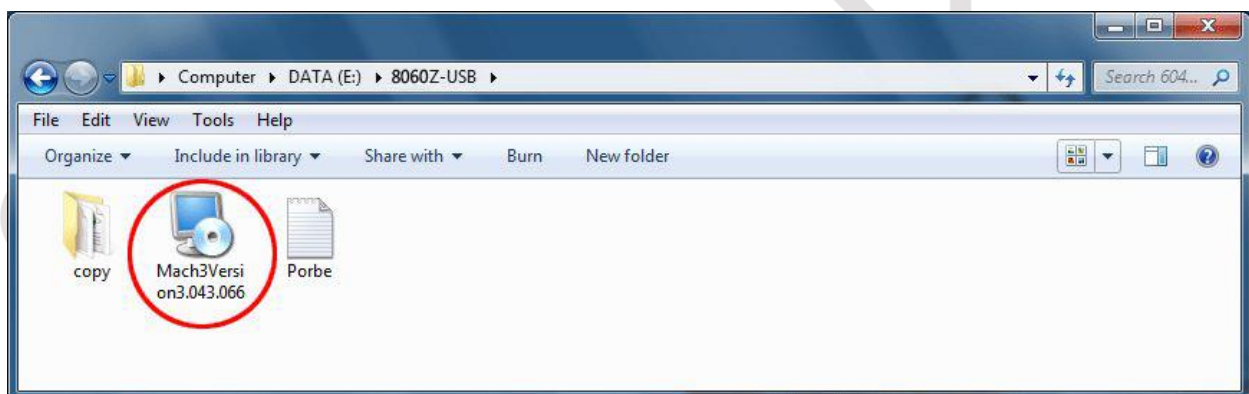 Computer ▸ DATA (E:) ▸ 8060Z-USB ▸
Search 604...
File Edit View Tools Help
Organize Include in library Share with Burn New folder
copy
Mach3Versi
on3.043.066
Porbe